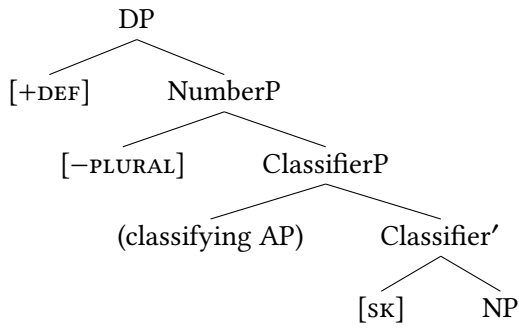 DP
[+DEF] NumberP
[−PLURAL] ClassifierP
(classifying AP) Classifier′
[SK] NP